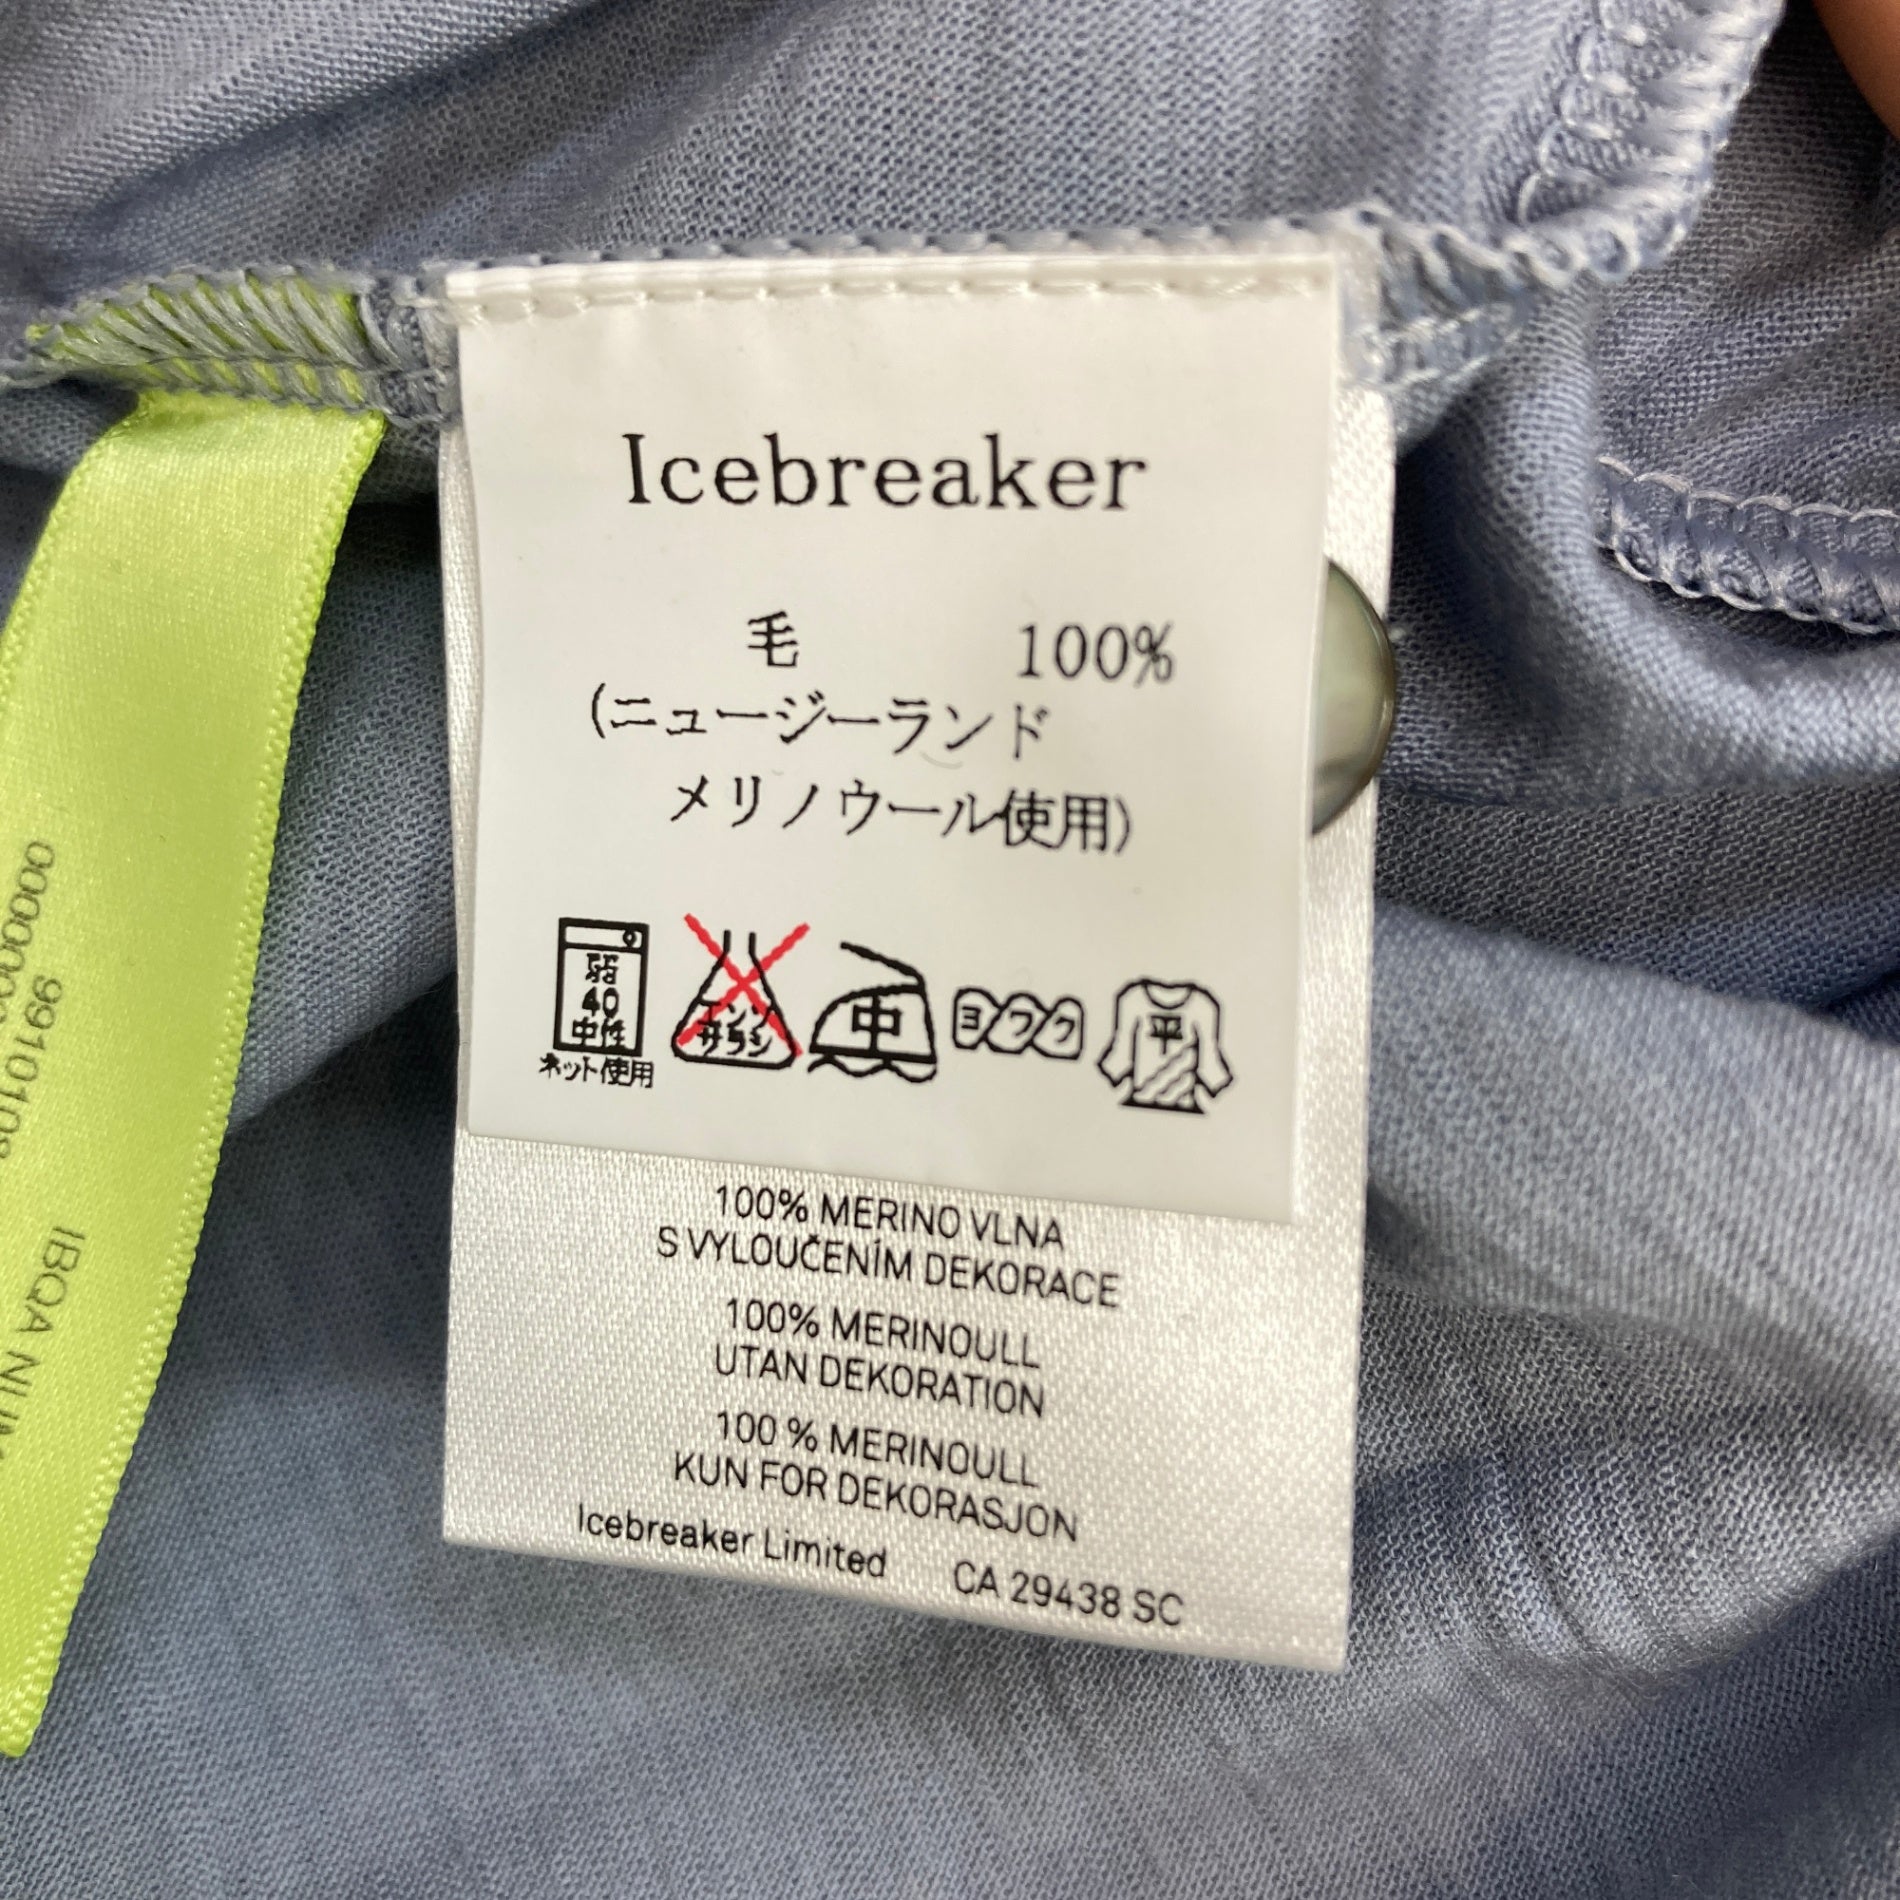 Icebreaker
毛 100%
(ニュージーランド
メリノウール使用)
弱
40
中性
ネット使用
エンソ
サラシ
中
ヨワク
平
100% MERINO VLNA
S VYLOUČENÍM DEKORACE
100% MERINOULL
UTAN DEKORATION
100 % MERINOULL
KUN FOR DEKORASJON
Icebreaker Limited CA 29438 SC
IBQA